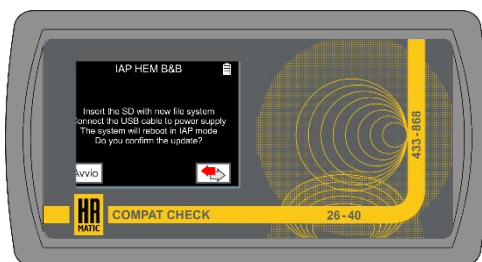 IAP HEM B&B
Insert the SD with new file system
Connect the USB cable to power supply
The system will reboot in IAP mode
Do you confirm the update?
Avvio
433-868
HR
MATIC
COMPAT CHECK
26-40